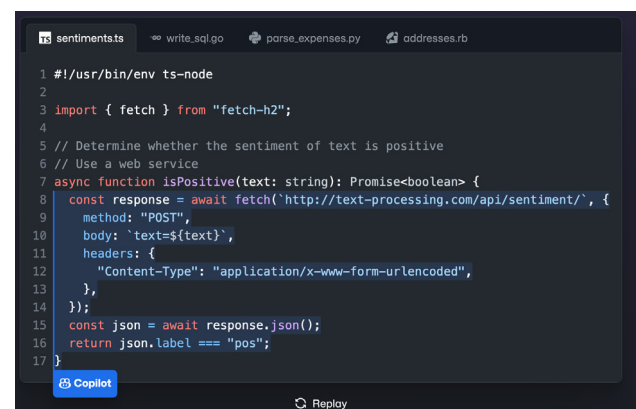 TS sentiments.ts write_sql.go parse_expenses.py addresses.rb
1 #!/usr/bin/env ts-node
2
3 import { fetch } from "fetch-h2";
4
5 // Determine whether the sentiment of text is positive
6 // Use a web service
7 async function isPositive(text: string): Promise<boolean> {
8   const response = await fetch(`http://text-processing.com/api/sentiment/`, {
9     method: "POST",
10     body: `text=${text}`,
11     headers: {
12       "Content-Type": "application/x-www-form-urlencoded",
13     },
14   });
15   const json = await response.json();
16   return json.label === "pos";
17 }
Copilot
Replay